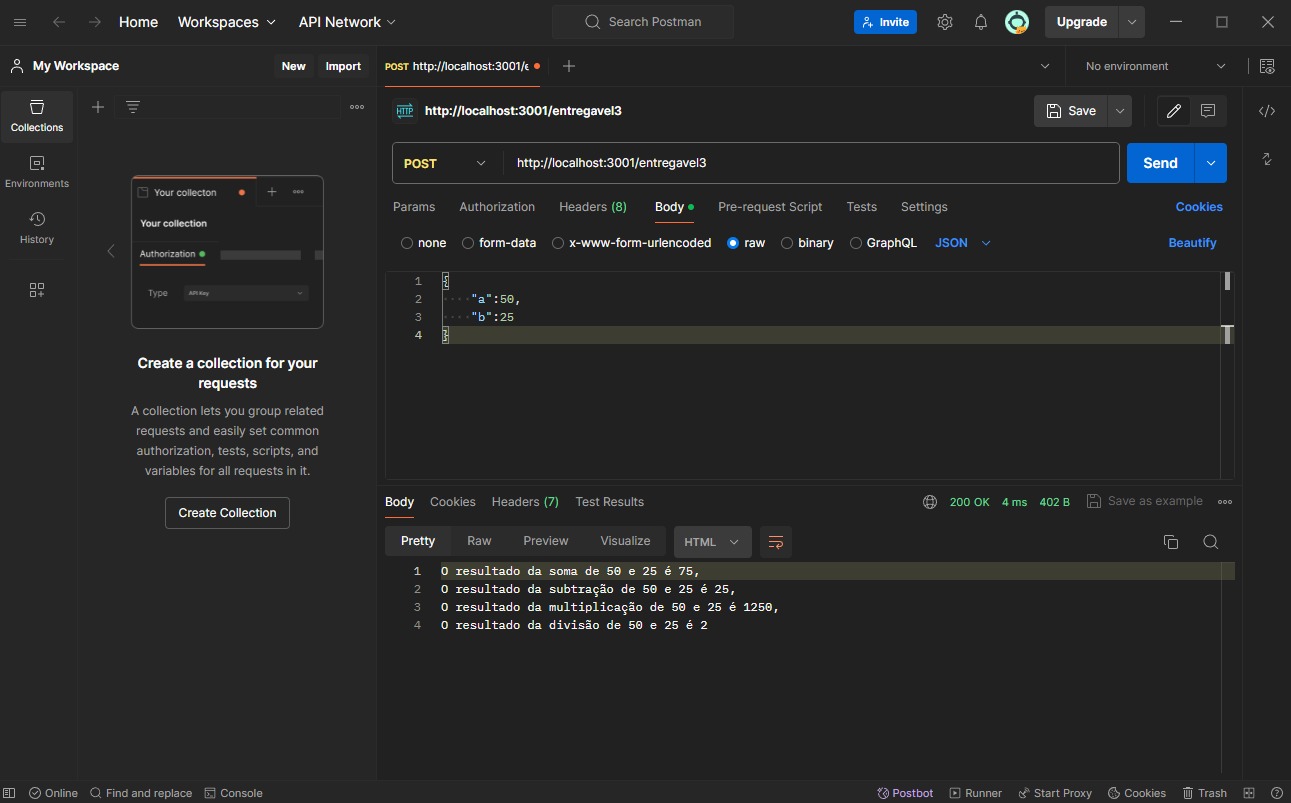 Home Workspaces API Network Search Postman Invite Upgrade
My Workspace New Import POST http://localhost:3001/e No environment
Collections
Environments
History
Your collecton
Your collection
Authorization
Type API Key
Create a collection for your
requests
A collection lets you group related
requests and easily set common
authorization, tests, scripts, and
variables for all requests in it.
Create Collection
HTTP http://localhost:3001/entregavel3 Save
POST http://localhost:3001/entregavel3 Send
Params Authorization Headers (8) Body Pre-request Script Tests Settings Cookies
none form-data x-www-form-urlencoded raw binary GraphQL JSON Beautify
1 {
2 ····"a":50,
3 ····"b":25
4 }
Body Cookies Headers (7) Test Results 200 OK 4 ms 402 B Save as example
Pretty Raw Preview Visualize HTML
1 O resultado da soma de 50 e 25 é 75,
2 O resultado da subtração de 50 e 25 é 25,
3 O resultado da multiplicação de 50 e 25 é 1250,
4 O resultado da divisão de 50 e 25 é 2
Online Find and replace Console Postbot Runner Start Proxy Cookies Trash